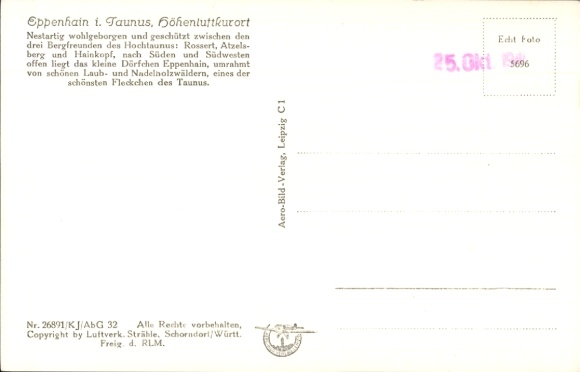 Eppenhain i. Taunus, Höhenluftkurort
Nestartig wohlgeborgen und geschützt zwischen den
drei Bergfreunden des Hochtaunus: Rossert, Atzels-
berg und Hainkopf, nach Süden und Südwesten
offen liegt das kleine Dörfchen Eppenhain, umrahmt
von schönen Laub- und Nadelholzwäldern, eines der
schönsten Fleckchen des Taunus.
Echt Foto
5696
25. Okt
Aero-Bild-Verlag, Leipzig C 1
Nr. 26891/KJ/AbG 32 Alle Rechte vorbehalten,
Copyright by Luftverk. Strähle, Schorndorf/Württ.
Freig. d. RLM.